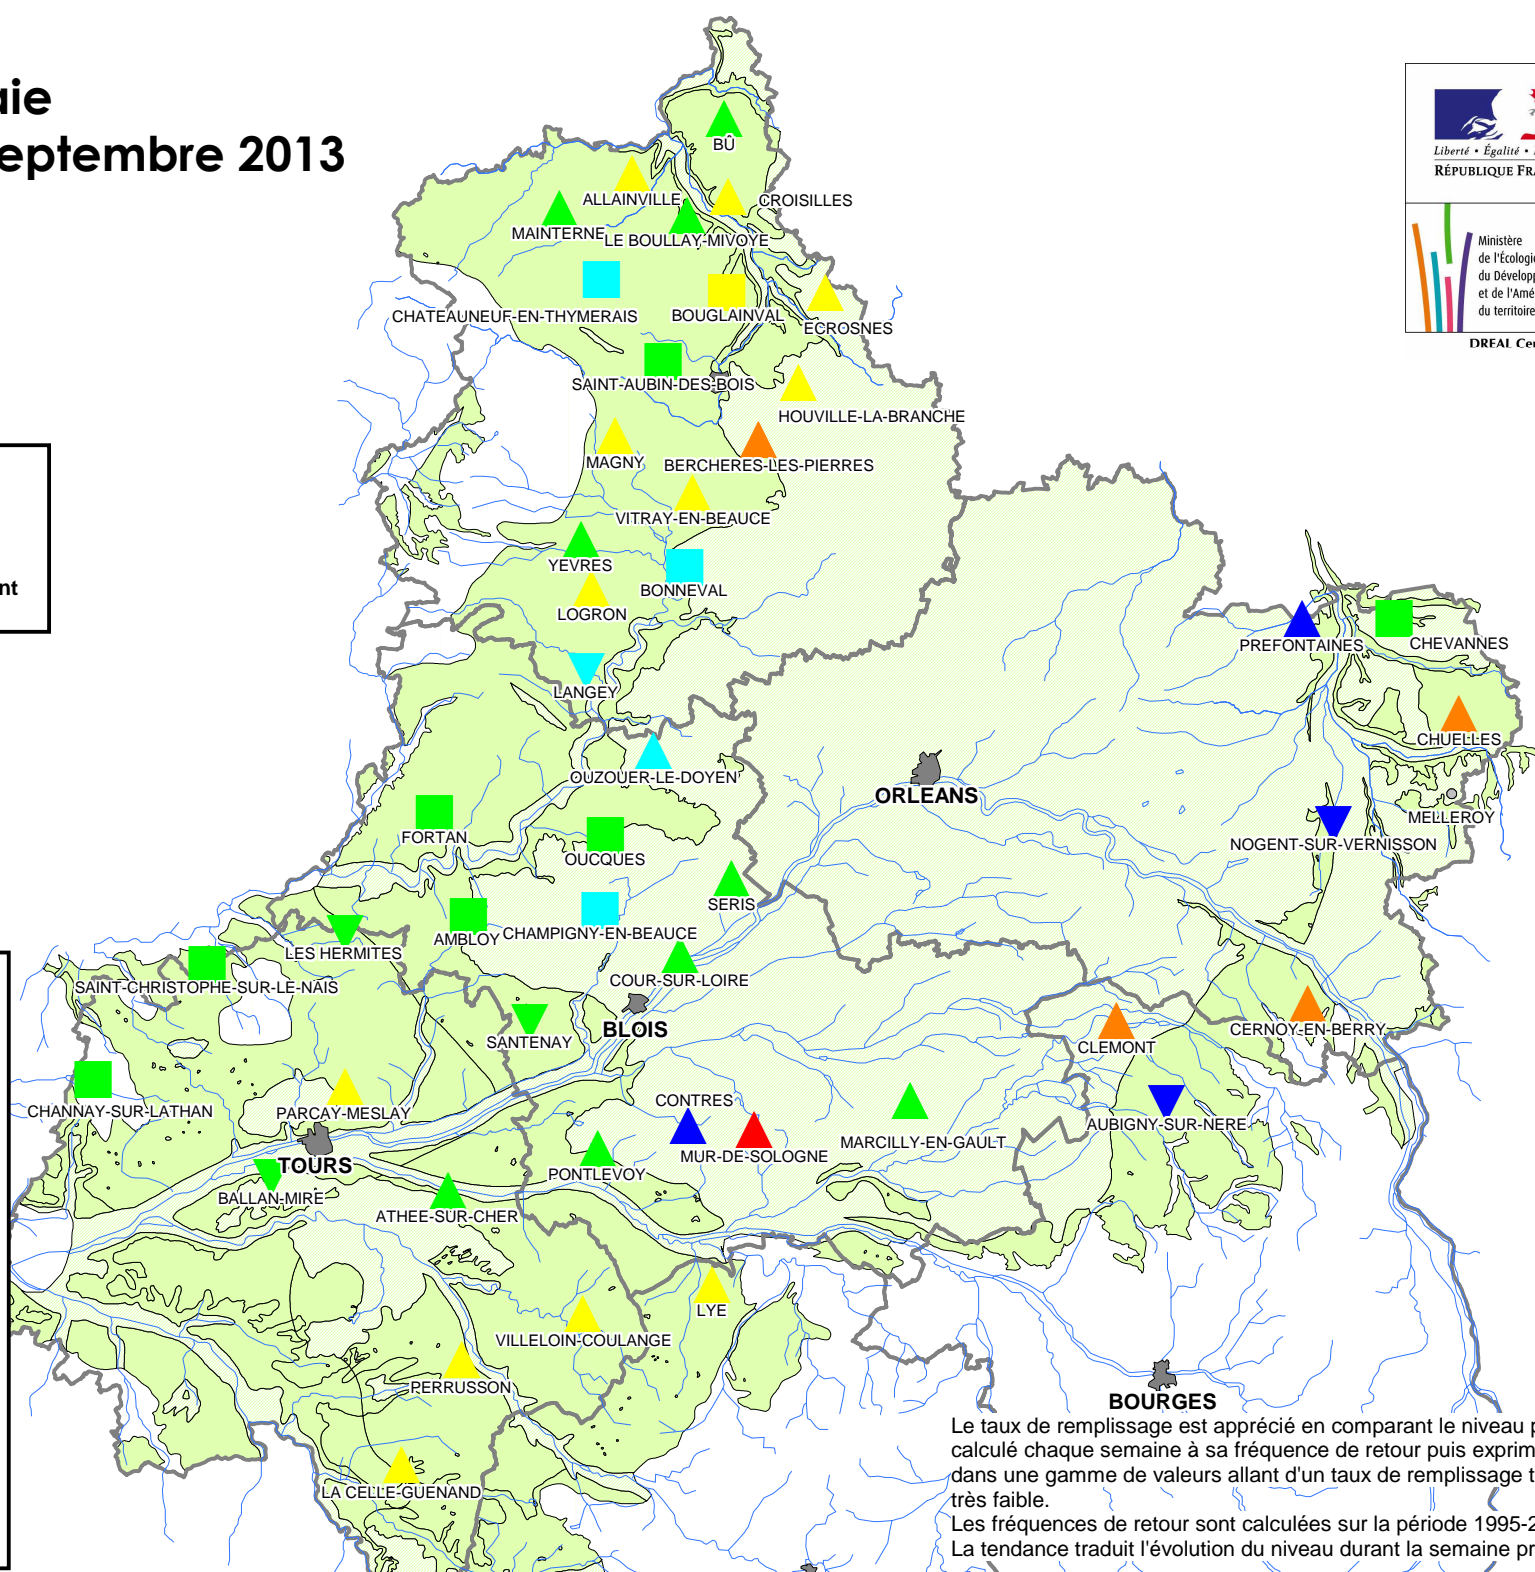 aie
eptembre 2013
Liberté • Égalité •
RÉPUBLIQUE FRA
Ministère
de l'Écologie
du Dévelop
et de l'Amé
du territoire
DREAL Cen
BÛ
ALLAINVILLE
CROISILLES
MAINTERNE
LE BOULLAY-MIVOYE
CHATEAUNEUF-EN-THYMERAIS
BOUGLAINVAL
ECROSNES
SAINT-AUBIN-DES-BOIS
HOUVILLE-LA-BRANCHE
MAGNY
BERCHERES-LES-PIERRES
VITRAY-EN-BEAUCE
YEVRES
BONNEVAL
nt
LOGRON
PREFONTAINES
CHEVANNES
LANGEY
CHUELLES
OUZOUER-LE-DOYEN
ORLEANS
MELLEROY
FORTAN
OUCQUES
NOGENT-SUR-VERNISSON
SERIS
AMBLOY
CHAMPIGNY-EN-BEAUCE
LES HERMITES
COUR-SUR-LOIRE
SAINT-CHRISTOPHE-SUR-LE-NAIS
BLOIS
SANTENAY
CERNOY-EN-BERRY
CLEMONT
CONTRES
CHANNAY-SUR-LATHAN
PARCAY-MESLAY
AUBIGNY-SUR-NERE
MARCILLY-EN-GAULT
MUR-DE-SOLOGNE
TOURS
PONTLEVOY
BALLAN-MIRE
ATHEE-SUR-CHER
LYE
VILLELOIN-COULANGE
PERRUSSON
BOURGES
LA CELLE-GUENAND
Le taux de remplissage est apprécié en comparant le niveau p
calculé chaque semaine à sa fréquence de retour puis exprim
dans une gamme de valeurs allant d'un taux de remplissage t
très faible.
Les fréquences de retour sont calculées sur la période 1995-2
La tendance traduit l'évolution du niveau durant la semaine pr